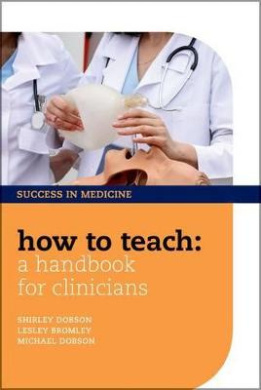 SUCCESS IN MEDICINE
how to teach:
a handbook
for clinicians
SHIRLEY DOBSON
LESLEY BROMLEY
MICHAEL DOBSON